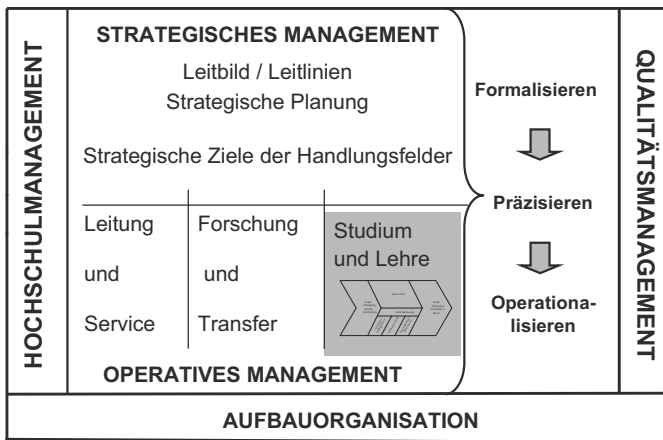 HOCHSCHULMANAGEMENT
STRATEGISCHES MANAGEMENT
Leitbild / Leitlinien
Strategische Planung
Strategische Ziele der Handlungsfelder
Leitung
und
Service
Forschung
und
Transfer
Studium
und Lehre
OPERATIVES MANAGEMENT
Formalisieren
Präzisieren
Operationa-
lisieren
QUALITÄTSMANAGEMENT
AUFBAUORGANISATION